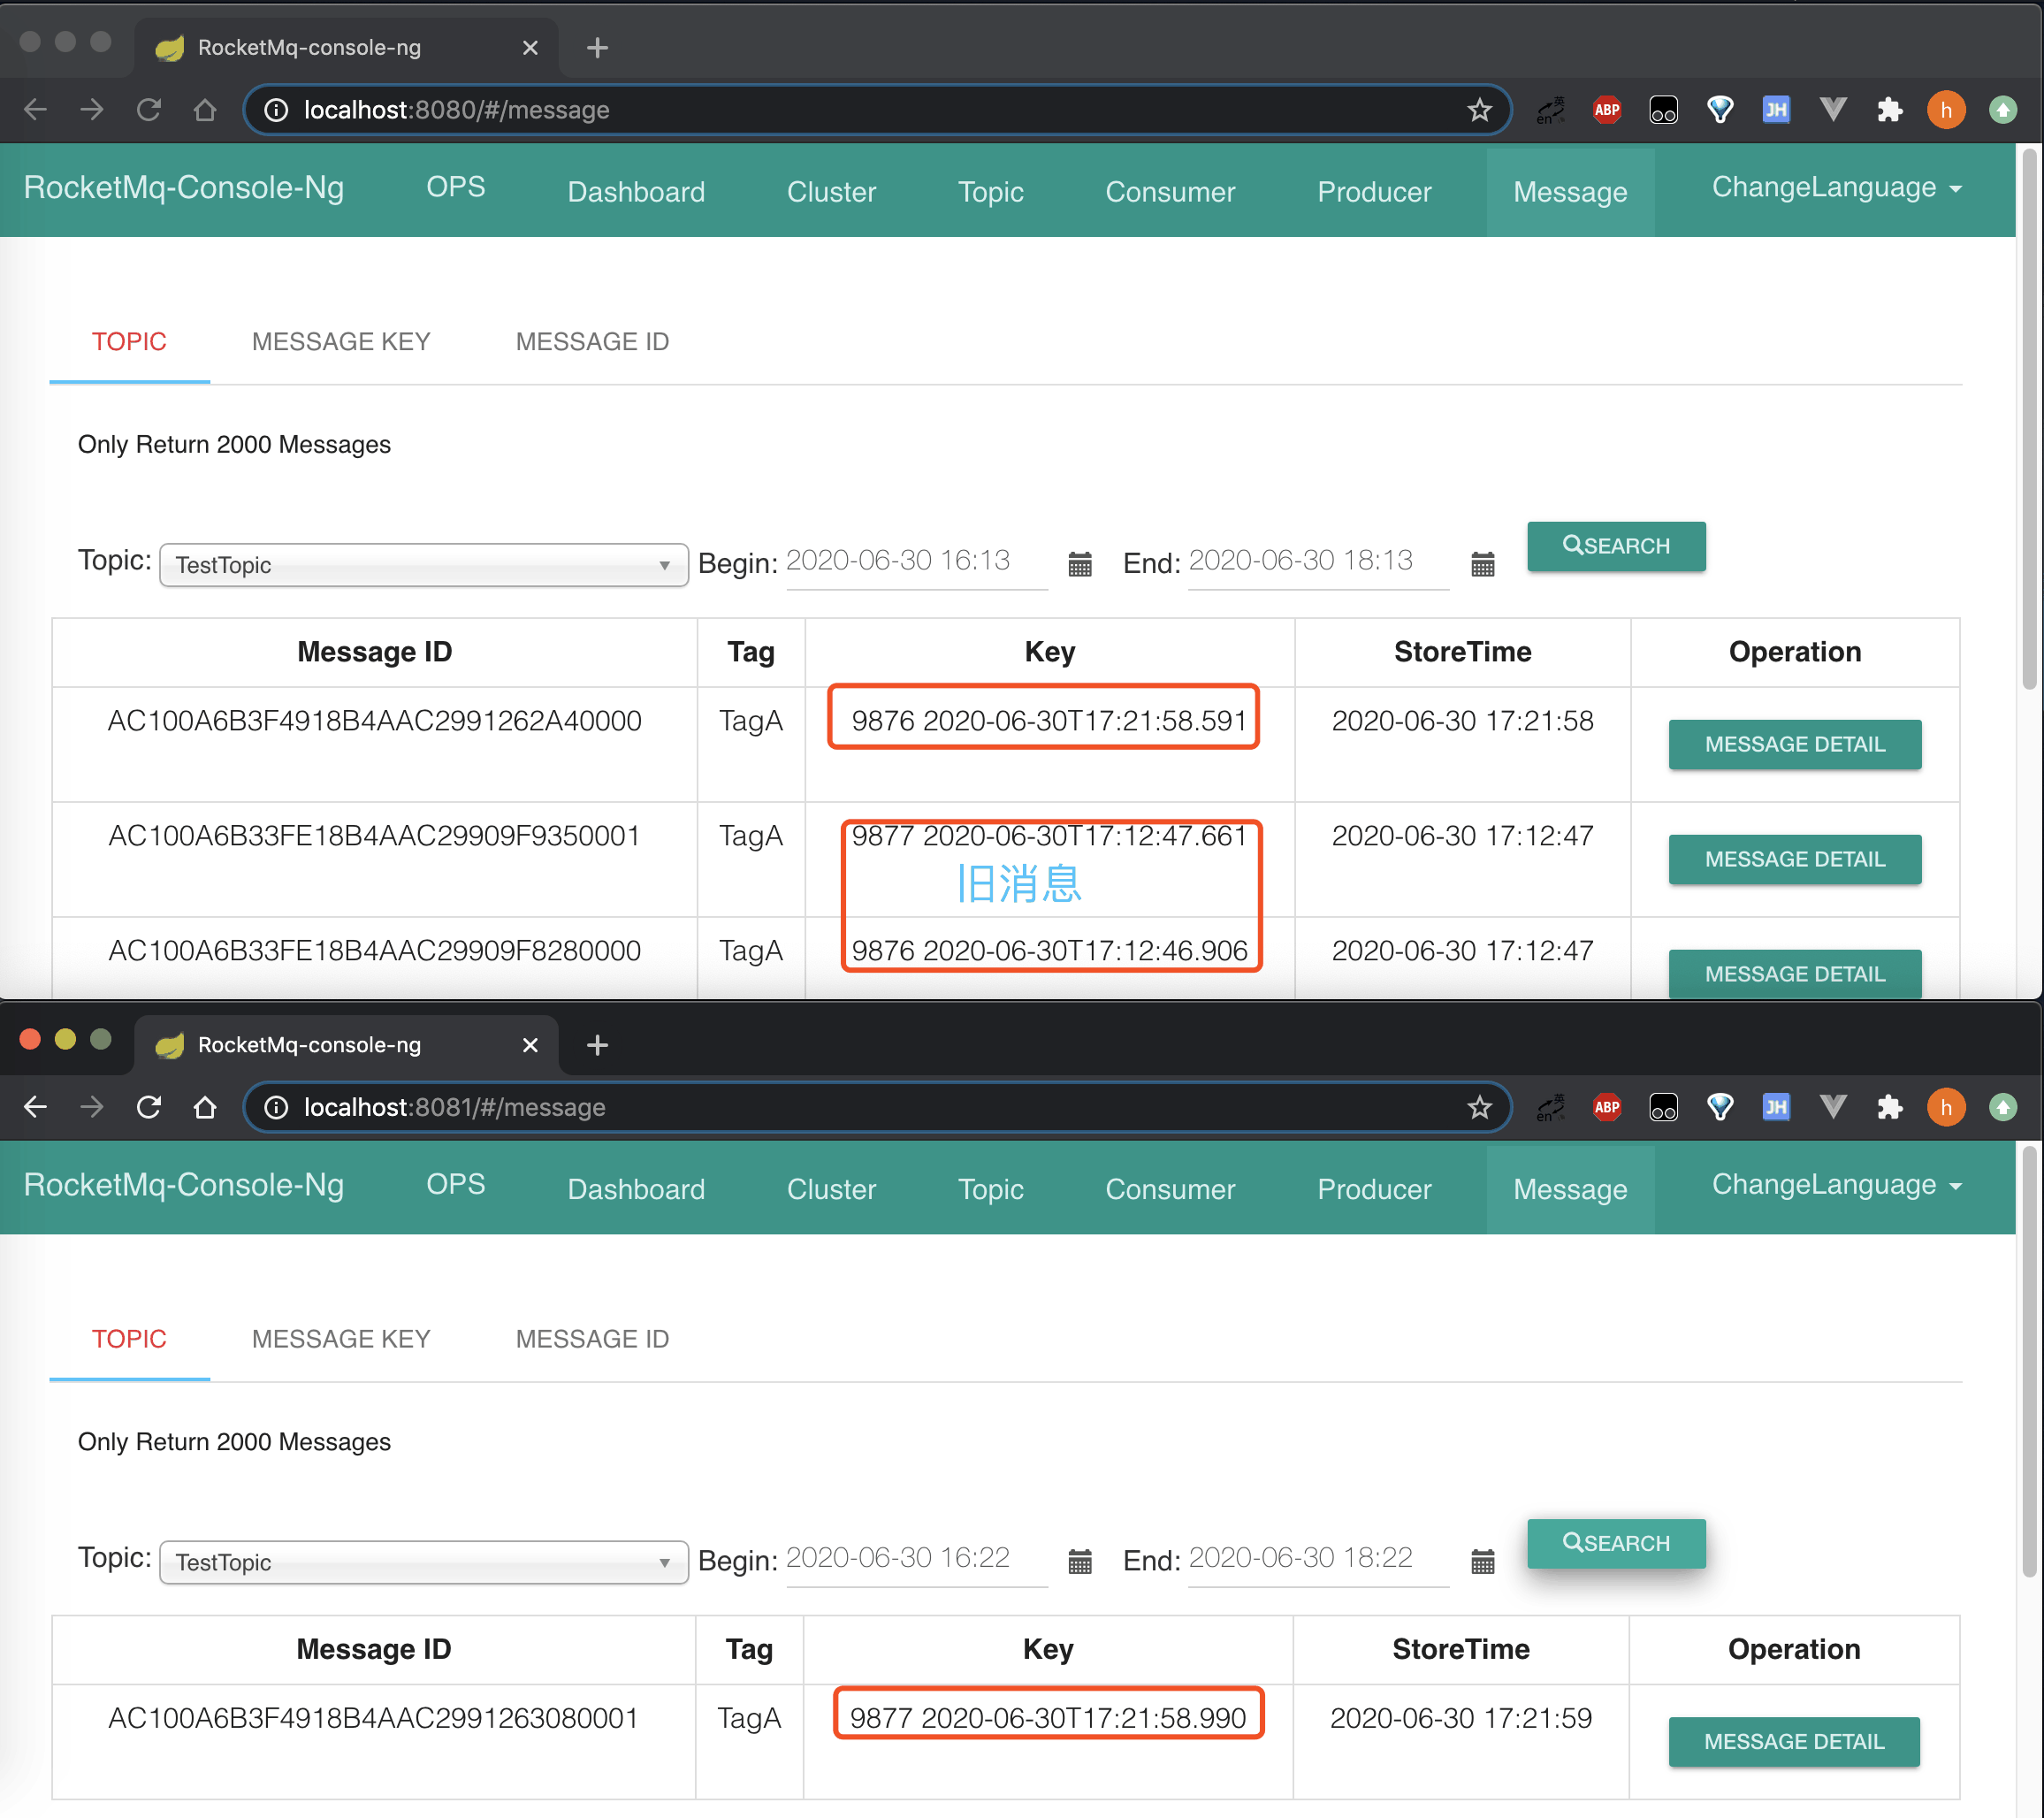 RocketMq-console-ng
localhost:8080/#/message
英 en ABP JH h
RocketMq-Console-Ng OPS Dashboard Cluster Topic Consumer Producer Message ChangeLanguage
TOPIC MESSAGE KEY MESSAGE ID
Only Return 2000 Messages
Topic: TestTopic Begin: 2020-06-30 16:13 End: 2020-06-30 18:13 SEARCH
Message ID Tag Key StoreTime Operation
AC100A6B3F4918B4AAC2991262A40000 TagA 9876 2020-06-30T17:21:58.591 2020-06-30 17:21:58 MESSAGE DETAIL
AC100A6B33FE18B4AAC29909F9350001 TagA 9877 2020-06-30T17:12:47.661 2020-06-30 17:12:47 MESSAGE DETAIL
旧消息
AC100A6B33FE18B4AAC29909F8280000 TagA 9876 2020-06-30T17:12:46.906 2020-06-30 17:12:47 MESSAGE DETAIL
RocketMq-console-ng
localhost:8081/#/message
英 en ABP JH h
RocketMq-Console-Ng OPS Dashboard Cluster Topic Consumer Producer Message ChangeLanguage
TOPIC MESSAGE KEY MESSAGE ID
Only Return 2000 Messages
Topic: TestTopic Begin: 2020-06-30 16:22 End: 2020-06-30 18:22 SEARCH
Message ID Tag Key StoreTime Operation
AC100A6B3F4918B4AAC2991263080001 TagA 9877 2020-06-30T17:21:58.990 2020-06-30 17:21:59 MESSAGE DETAIL